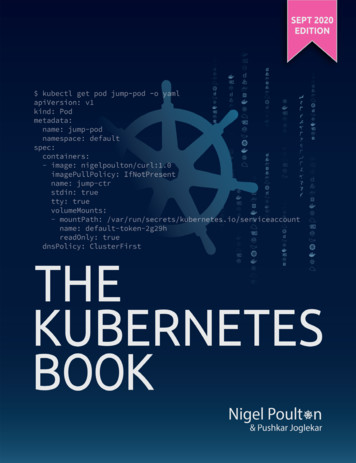 SEPT 2020
EDITION
$ kubectl get pod jump-pod -o yaml
apiVersion: v1
kind: Pod
metadata:
name: jump-pod
namespace: default
spec:
containers:
- image: nigelpoulton/curl:1.0
imagePullPolicy: IfNotPresent
name: jump-ctr
stdin: true
tty: true
volumeMounts:
- mountPath: /var/run/secrets/kubernetes.io/serviceaccount
name: default-token-2g29h
readOnly: true
dnsPolicy: ClusterFirst
THE
KUBERNETES
BOOK
Nigel Poulton
& Pushkar Joglekar